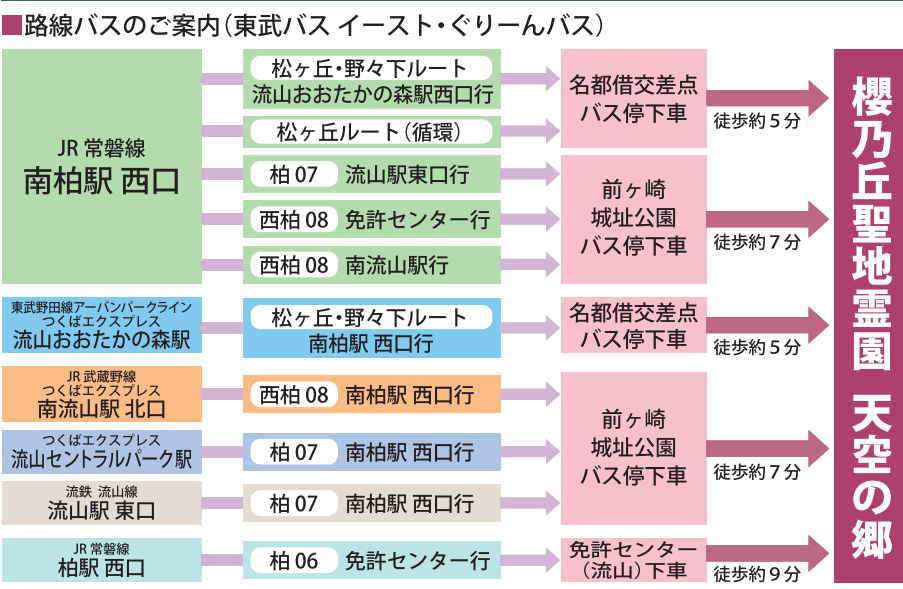 ■路線バスのご案内（東武バス イースト・ぐりーんバス）
JR 常磐線
南柏駅 西口
松ヶ丘・野々下ルート
流山おおたかの森駅西口行
松ヶ丘ルート（循環）
柏 07 流山駅東口行
西柏 08 免許センター行
西柏 08 南流山駅行
名都借交差点
バス停下車
徒歩約 5 分
前ヶ崎
城址公園
バス停下車
徒歩約 7 分
東武野田線アーバンパークライン
つくばエクスプレス
流山おおたかの森駅
松ヶ丘・野々下ルート
南柏駅 西口行
名都借交差点
バス停下車
徒歩約 5 分
JR 武蔵野線
つくばエクスプレス
南流山駅 北口
西柏 08 南柏駅 西口行
つくばエクスプレス
流山セントラルパーク駅
柏 07 南柏駅 西口行
流鉄 流山線
流山駅 東口
柏 07 南柏駅 西口行
前ヶ崎
城址公園
バス停下車
徒歩約 7 分
JR 常磐線
柏駅 西口
柏 06 免許センター行
免許センター
（流山）下車
徒歩約 9 分
櫻乃丘聖地霊園 天空の郷